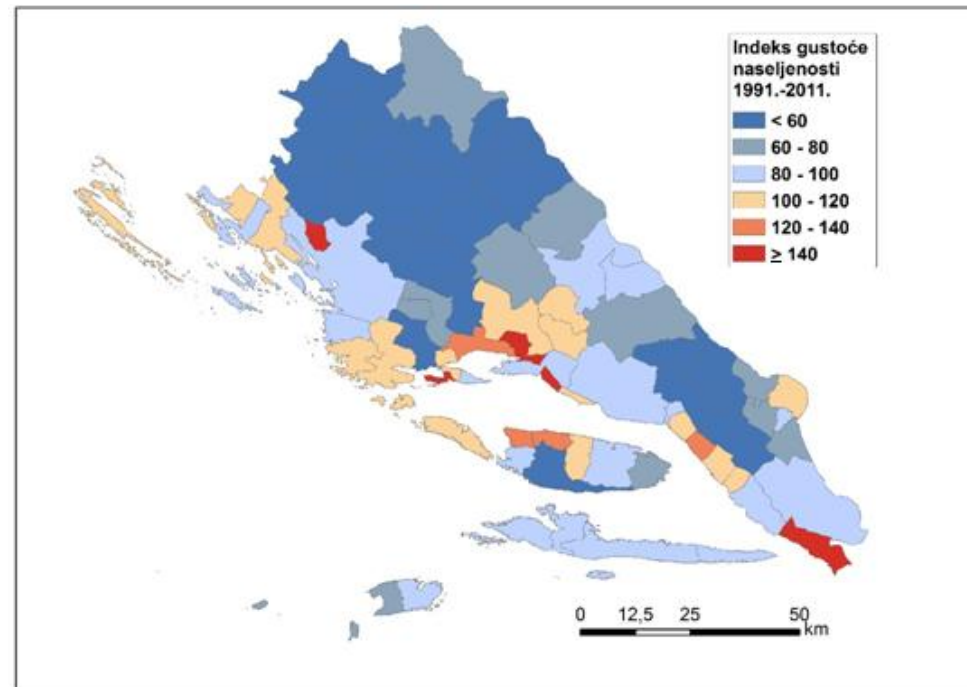 Indeks gustoće
naseljenosti
1991.-2011.
< 60
60 - 80
80 - 100
100 - 120
120 - 140
≥ 140
0 12,5 25 50
km